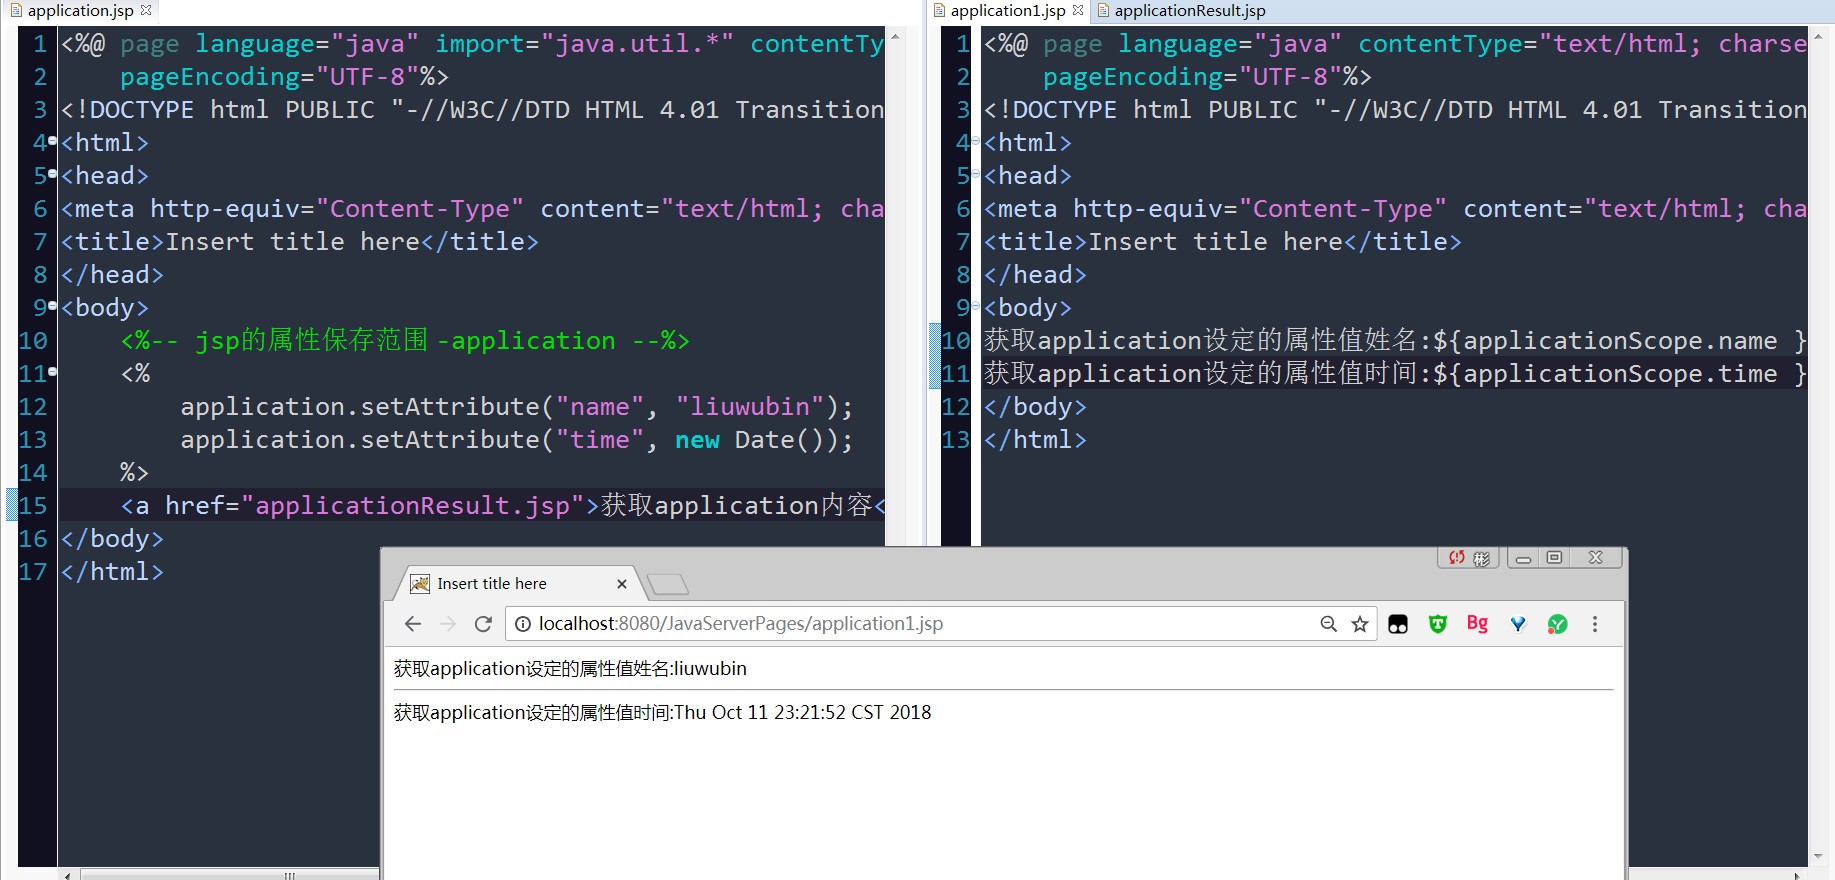 application.jsp
1 <%@ page language="java" import="java.util.*" contentTy
2 pageEncoding="UTF-8"%>
3 <!DOCTYPE html PUBLIC "-//W3C//DTD HTML 4.01 Transition
4 <html>
5 <head>
6 <meta http-equiv="Content-Type" content="text/html; cha
7 <title>Insert title here</title>
8 </head>
9 <body>
10 <%-- jsp的属性保存范围 -application --%>
11 <%
12 application.setAttribute("name", "liuwubin");
13 application.setAttribute("time", new Date());
14 %>
15 <a href="applicationResult.jsp">获取application内容<
16 </body>
17 </html>
application1.jsp applicationResult.jsp
1 <%@ page language="java" contentType="text/html; charse
2 pageEncoding="UTF-8"%>
3 <!DOCTYPE html PUBLIC "-//W3C//DTD HTML 4.01 Transition
4 <html>
5 <head>
6 <meta http-equiv="Content-Type" content="text/html; cha
7 <title>Insert title here</title>
8 </head>
9 <body>
10 获取application设定的属性值姓名:${applicationScope.name }
11 获取application设定的属性值时间:${applicationScope.time }
12 </body>
13 </html>
彬
Insert title here
localhost:8080/JavaServerPages/application1.jsp
Bg
获取application设定的属性值姓名:liuwubin
获取application设定的属性值时间:Thu Oct 11 23:21:52 CST 2018